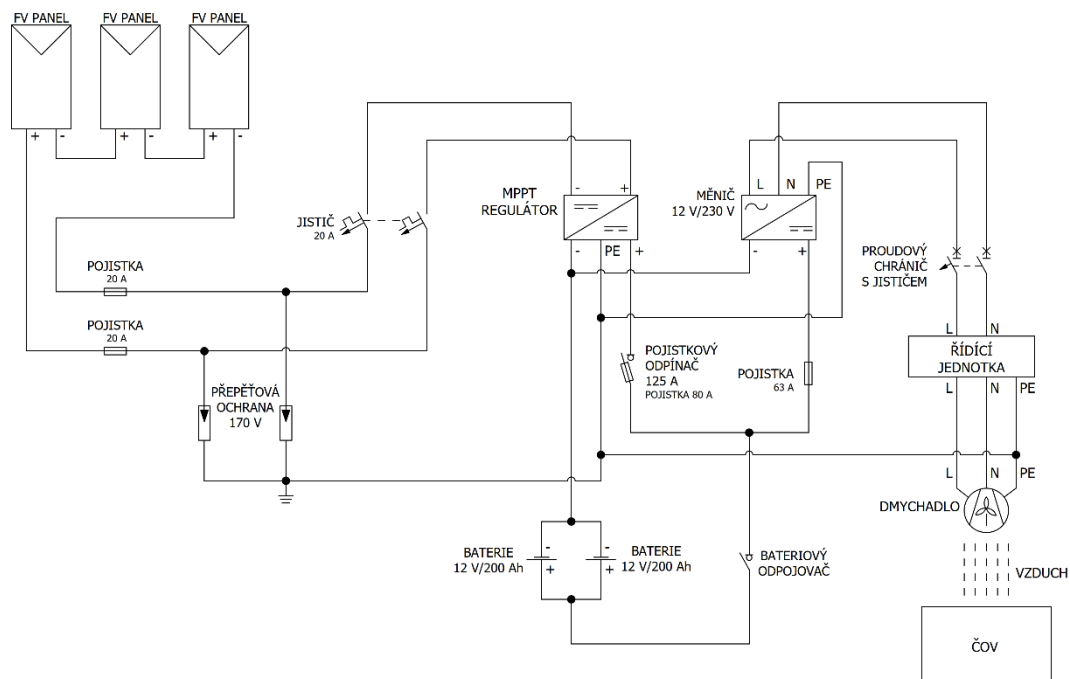 FV PANEL
FV PANEL
FV PANEL
+ -
+ -
+ -
JISTIČ
20 A
POJISTKA
20 A
POJISTKA
20 A
PŘEPĚŤOVÁ
OCHRANA
170 V
MPPT
REGULÁTOR
- +
- PE +
MĚNIČ
12 V/230 V
L N PE
- +
POJISTKOVÝ
ODPÍNAČ
125 A
POJISTKA 80 A
POJISTKA
63 A
PROUDOVÝ
CHRÁNIČ
S JISTIČEM
L N
ŘÍDÍCÍ
JEDNOTKA
L N PE
L N PE
DMYCHADLO
BATERIE
12 V/200 Ah
-
+
-
+
BATERIE
12 V/200 Ah
BATERIOVÝ
ODPOJOVAČ
VZDUCH
ČOV